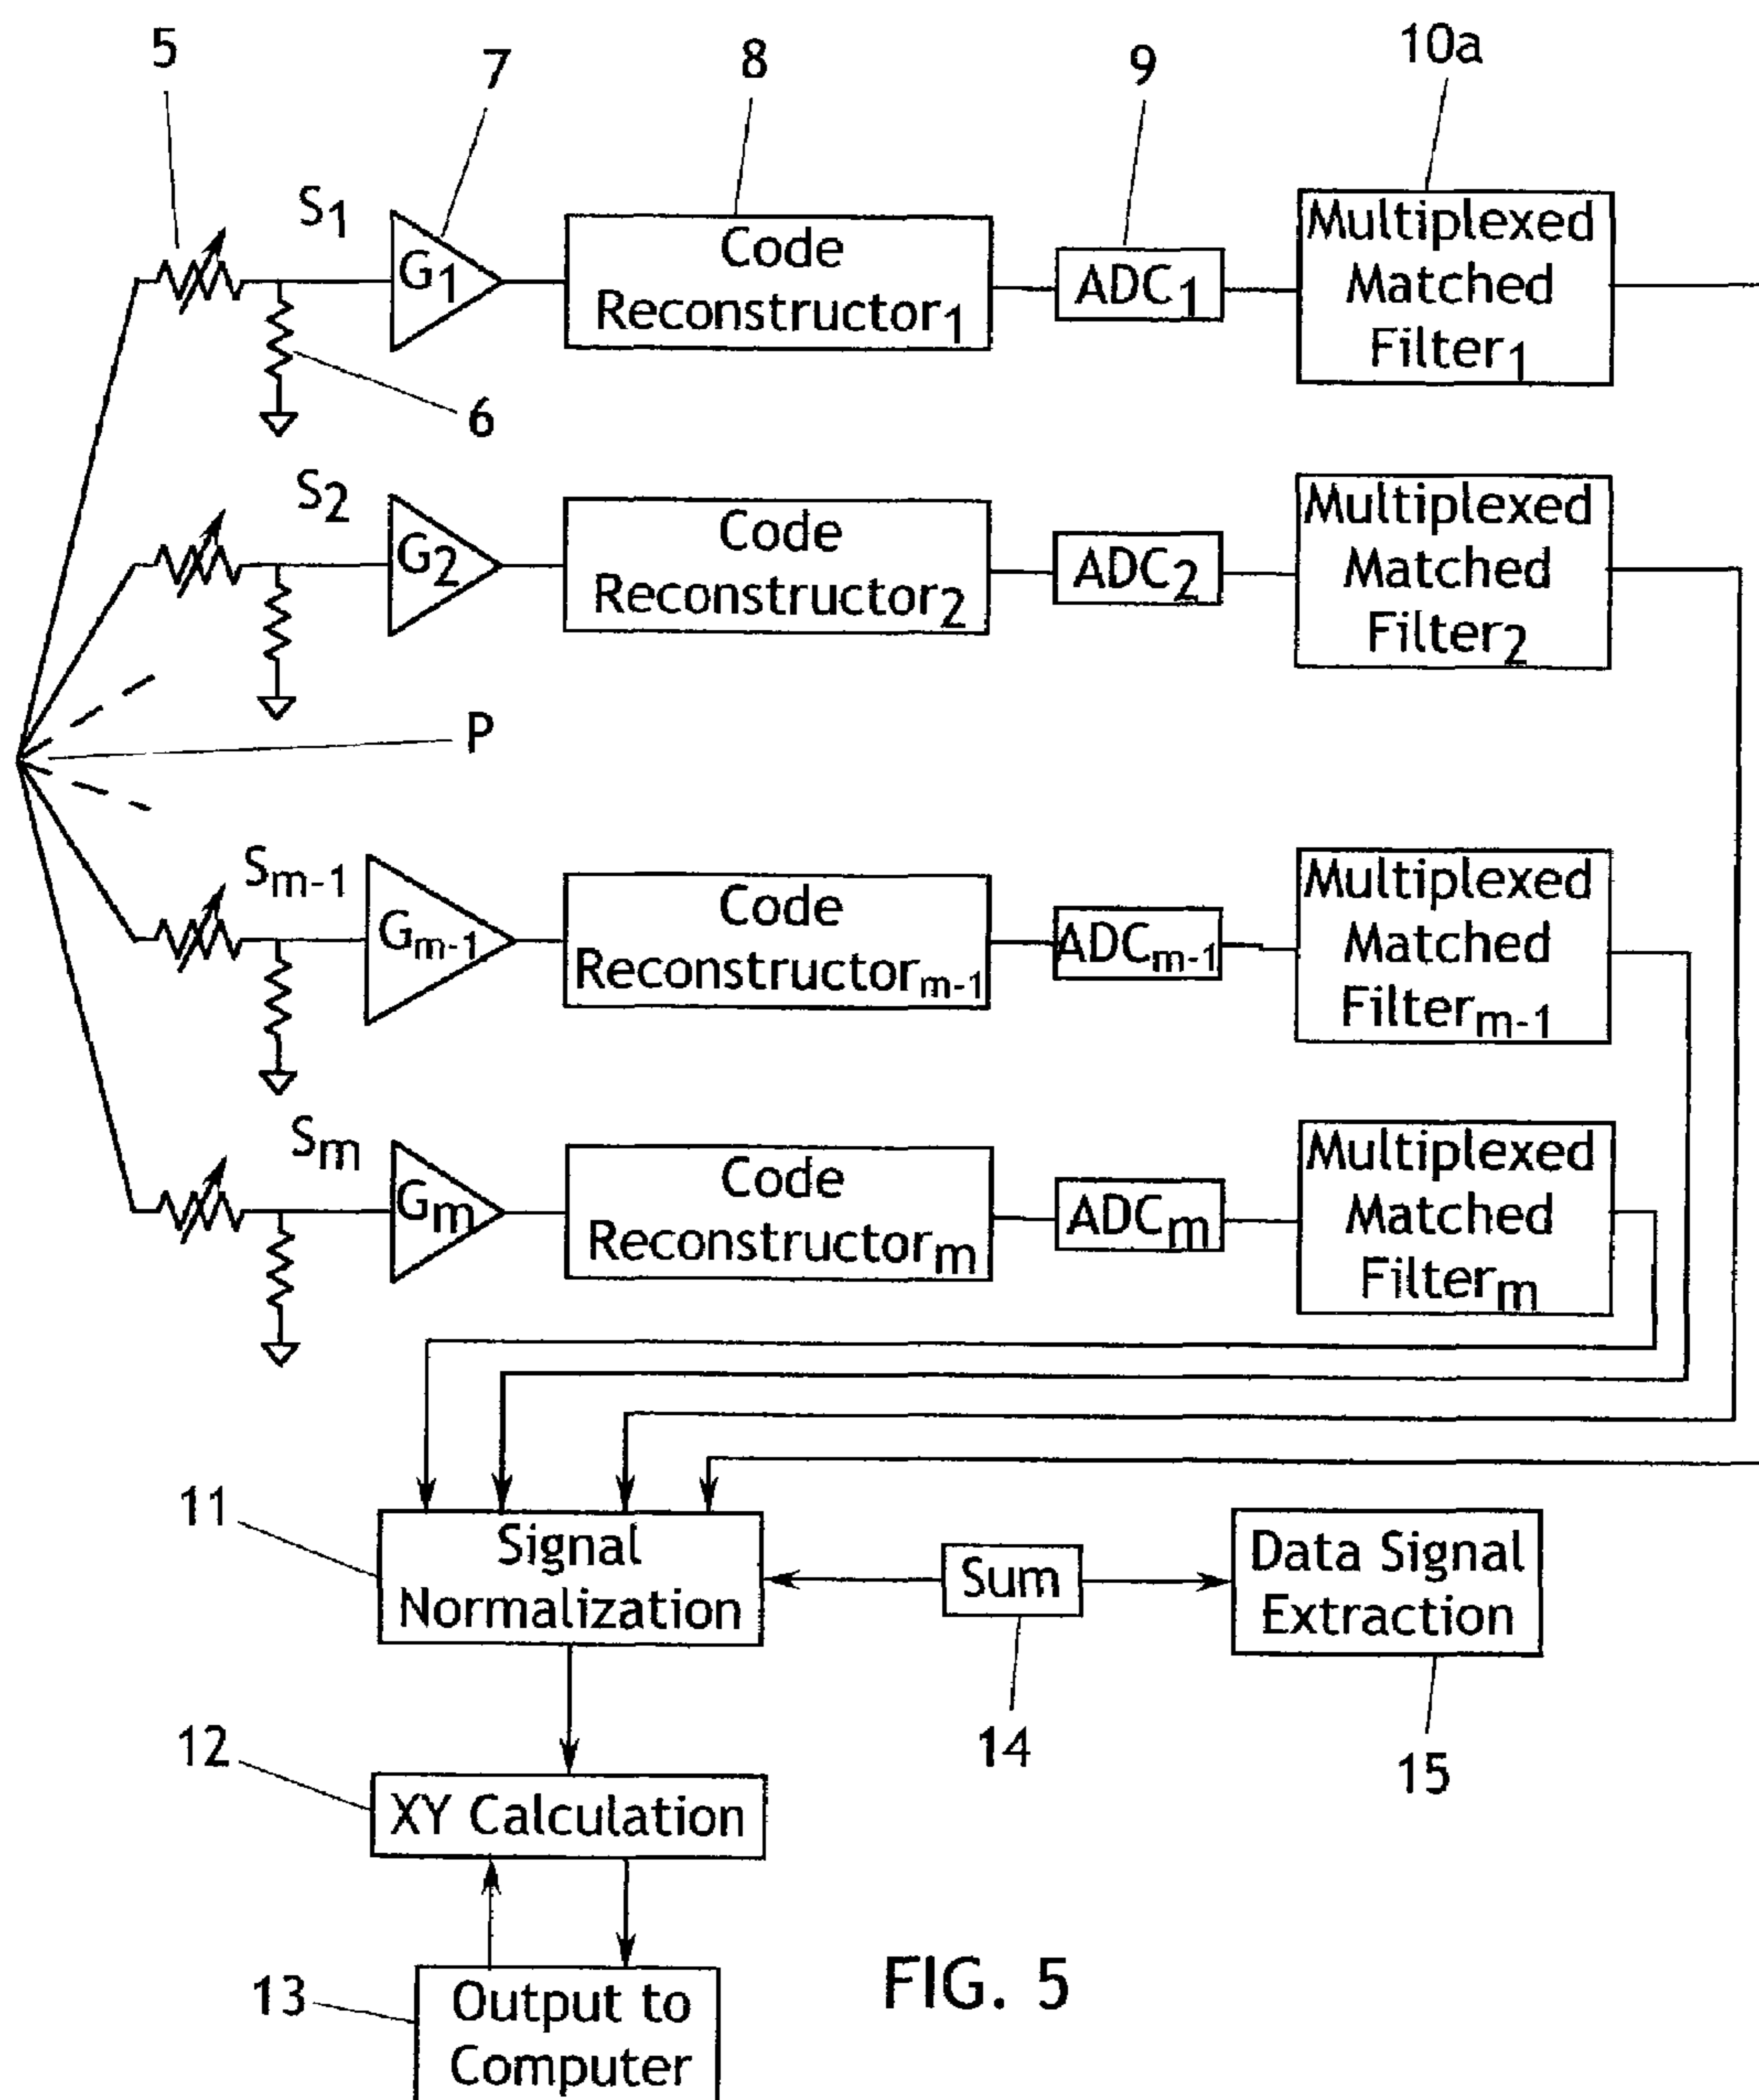 5
7
8
9
10a
S1
G1
Code
Reconstructor1
ADC1
Multiplexed
Matched
Filter1
6
S2
G2
Code
Reconstructor2
ADC2
Multiplexed
Matched
Filter2
P
Sm-1
Gm-1
Code
Reconstructorm-1
ADCm-1
Multiplexed
Matched
Filterm-1
Sm
Gm
Code
Reconstructorm
ADCm
Multiplexed
Matched
Filterm
11
Signal
Normalization
Sum
Data Signal
Extraction
14
15
12
XY Calculation
13
Output to
Computer
FIG. 5